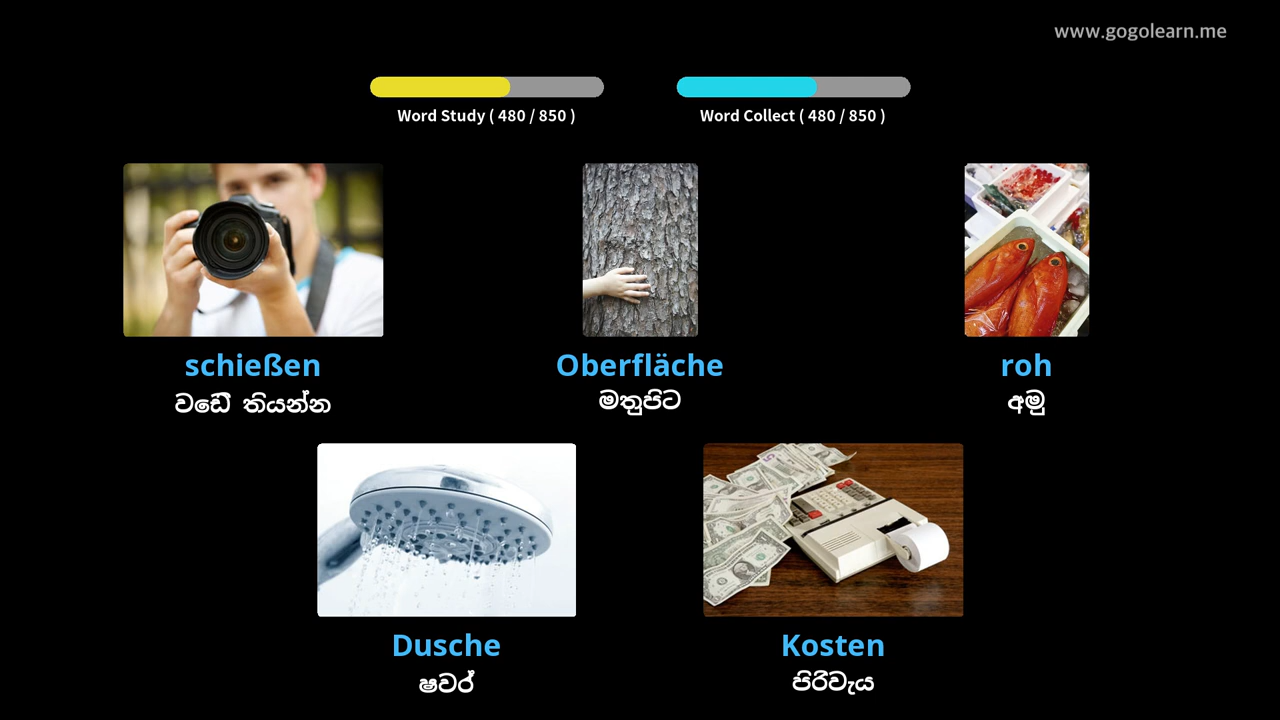 www.gogolearn.me
Word Study ( 480 / 850 )
Word Collect ( 480 / 850 )
schießen
වඩේි තියන්න
Oberfläche
මතුපිට
roh
අමු
Dusche
ෂවර්
Kosten
පිරිවැය